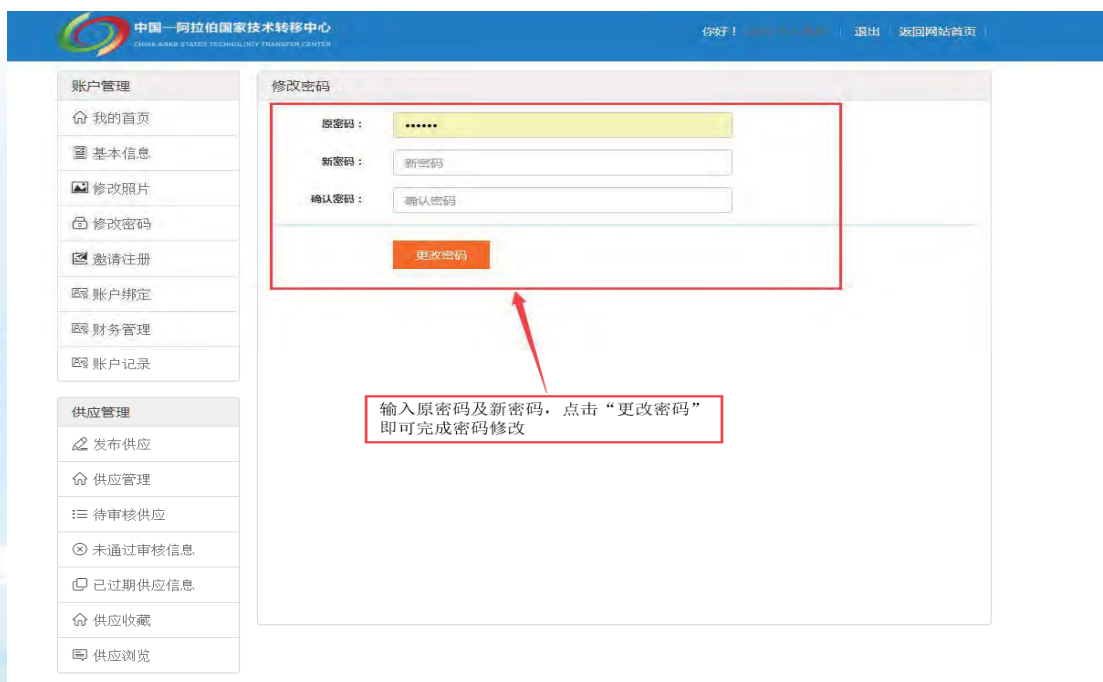 中国—阿拉伯国家技术转移中心
CHINA-ARAB STATES TECHNOLOGY TRANSFER CENTER
你好！
退出
返回网站首页
账户管理
我的首页
基本信息
修改照片
修改密码
邀请注册
账户绑定
财务管理
账户记录
供应管理
发布供应
供应管理
待审核供应
未通过审核信息
已过期供应信息
供应收藏
供应浏览
修改密码
原密码：
••••••
新密码：
新密码
确认密码：
确认密码
更改密码
输入原密码及新密码，点击“更改密码”
即可完成密码修改